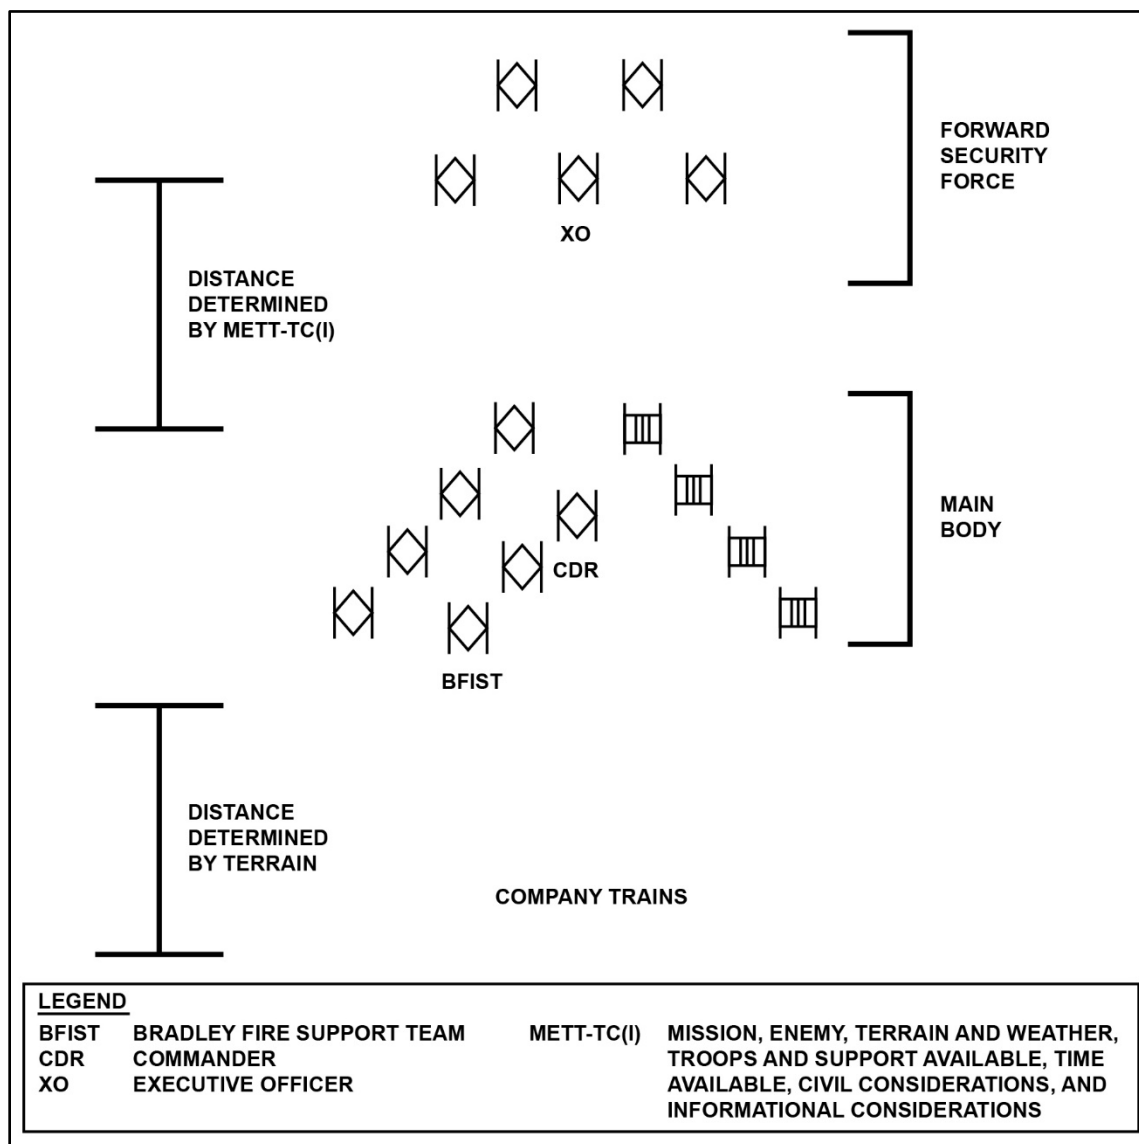 FORWARD
SECURITY
FORCE
XO
DISTANCE
DETERMINED
BY METT-TC(I)
MAIN
BODY
CDR
BFIST
DISTANCE
DETERMINED
BY TERRAIN
COMPANY TRAINS
LEGEND
BFIST BRADLEY FIRE SUPPORT TEAM
CDR COMMANDER
XO EXECUTIVE OFFICER
METT-TC(I) MISSION, ENEMY, TERRAIN AND WEATHER,
TROOPS AND SUPPORT AVAILABLE, TIME
AVAILABLE, CIVIL CONSIDERATIONS, AND
INFORMATIONAL CONSIDERATIONS